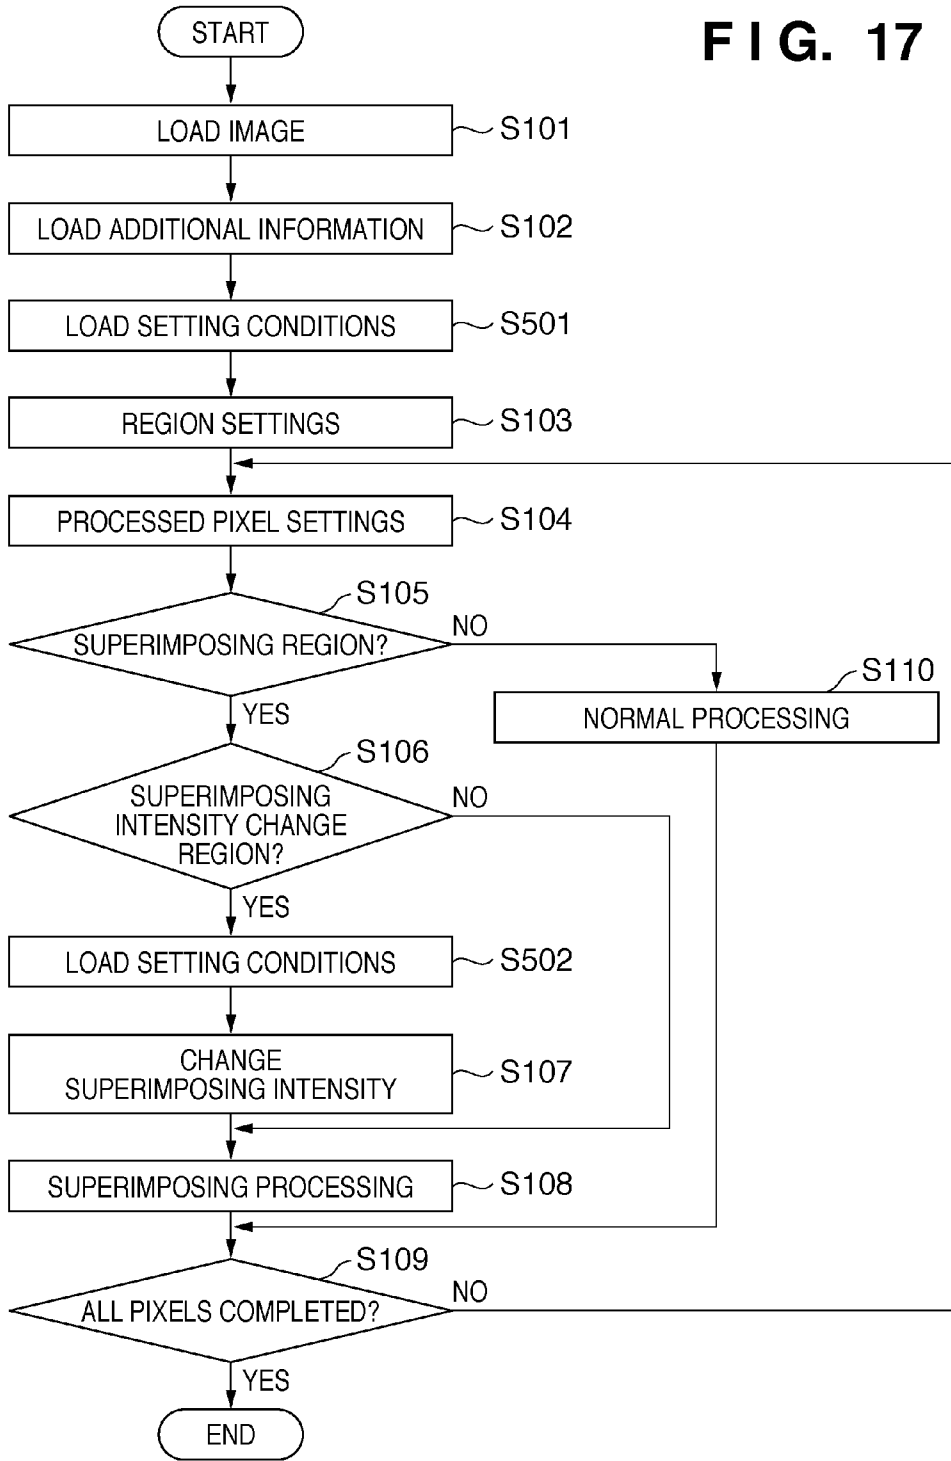 START
FIG. 17
LOAD IMAGE
S101
LOAD ADDITIONAL INFORMATION
S102
LOAD SETTING CONDITIONS
S501
REGION SETTINGS
S103
PROCESSED PIXEL SETTINGS
S104
S105
SUPERIMPOSING REGION?
NO
YES
S110
NORMAL PROCESSING
S106
SUPERIMPOSING
INTENSITY CHANGE
REGION?
NO
YES
LOAD SETTING CONDITIONS
S502
CHANGE
SUPERIMPOSING INTENSITY
S107
SUPERIMPOSING PROCESSING
S108
S109
ALL PIXELS COMPLETED?
NO
YES
END